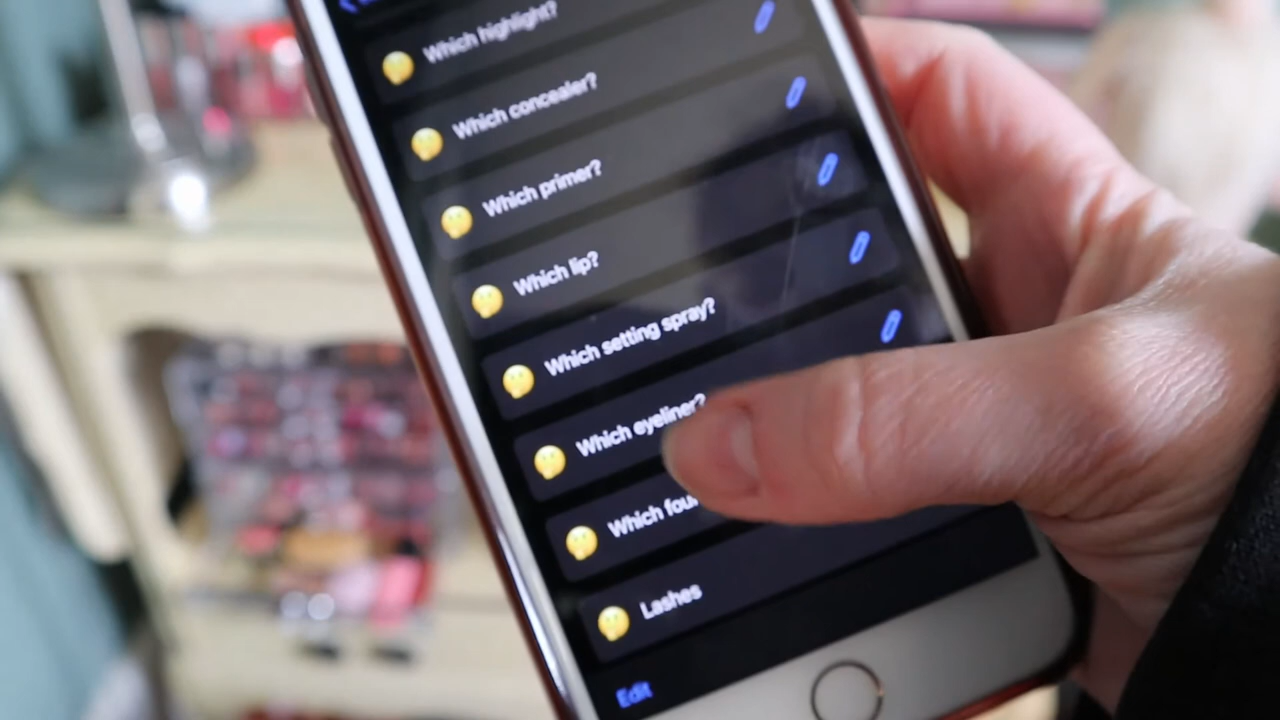 Which highlight?
Which concealer?
Which primer?
Which lip?
Which setting spray?
Which eyeliner?
Which
Lashes
Edit